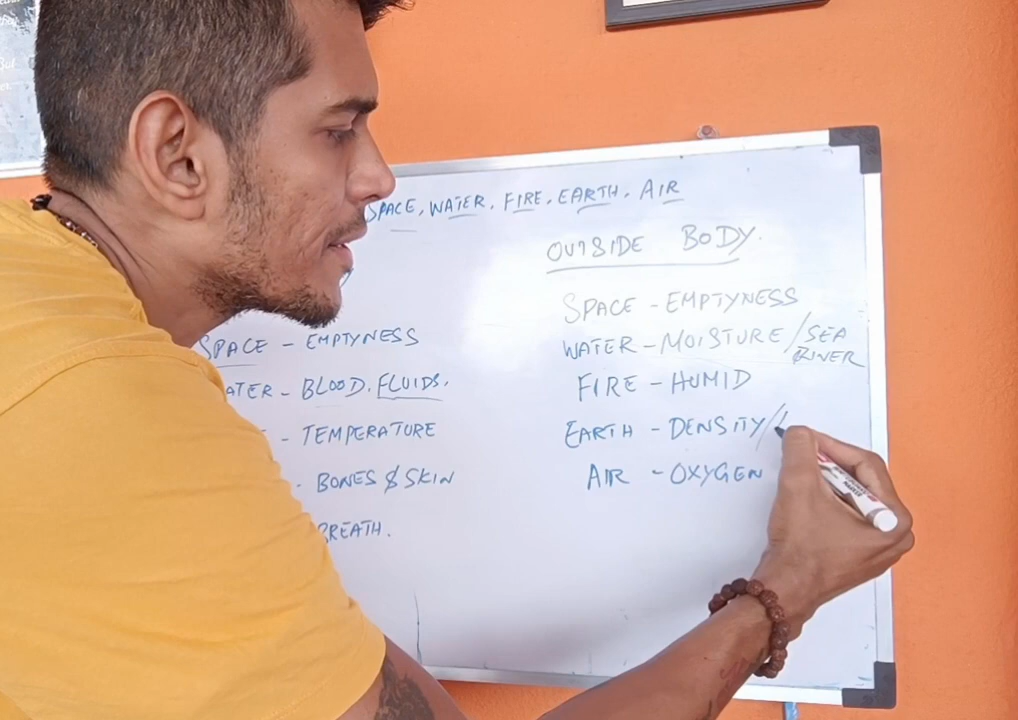 SPACE, WATER, FIRE, EARTH, AIR
OUTSIDE BODY.
SPACE - EMPTYNESS
WATER - MOISTURE / SEA
RIVER
FIRE - HUMID
EARTH - DENSITY /
AIR - OXYGEN
SPACE - EMPTYNESS
ATER - BLOOD. FLUIDS.
- TEMPERATURE
- BONES & SKIN
BREATH.